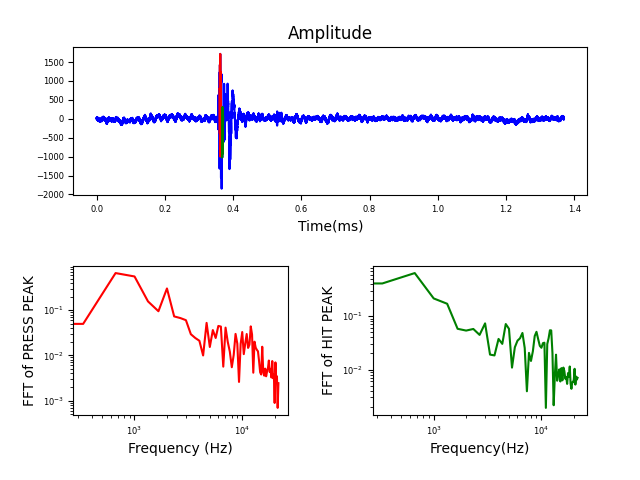 Amplitude
1500
1000
500
0
−500
−1000
−1500
−2000
0.0 0.2 0.4 0.6 0.8 1.0 1.2 1.4
Time(ms)
FFT of PRESS PEAK
10⁻¹
10⁻²
10⁻³
10³ 10⁴
Frequency (Hz)
FFT of HIT PEAK
10⁻¹
10⁻²
10³ 10⁴
Frequency(Hz)